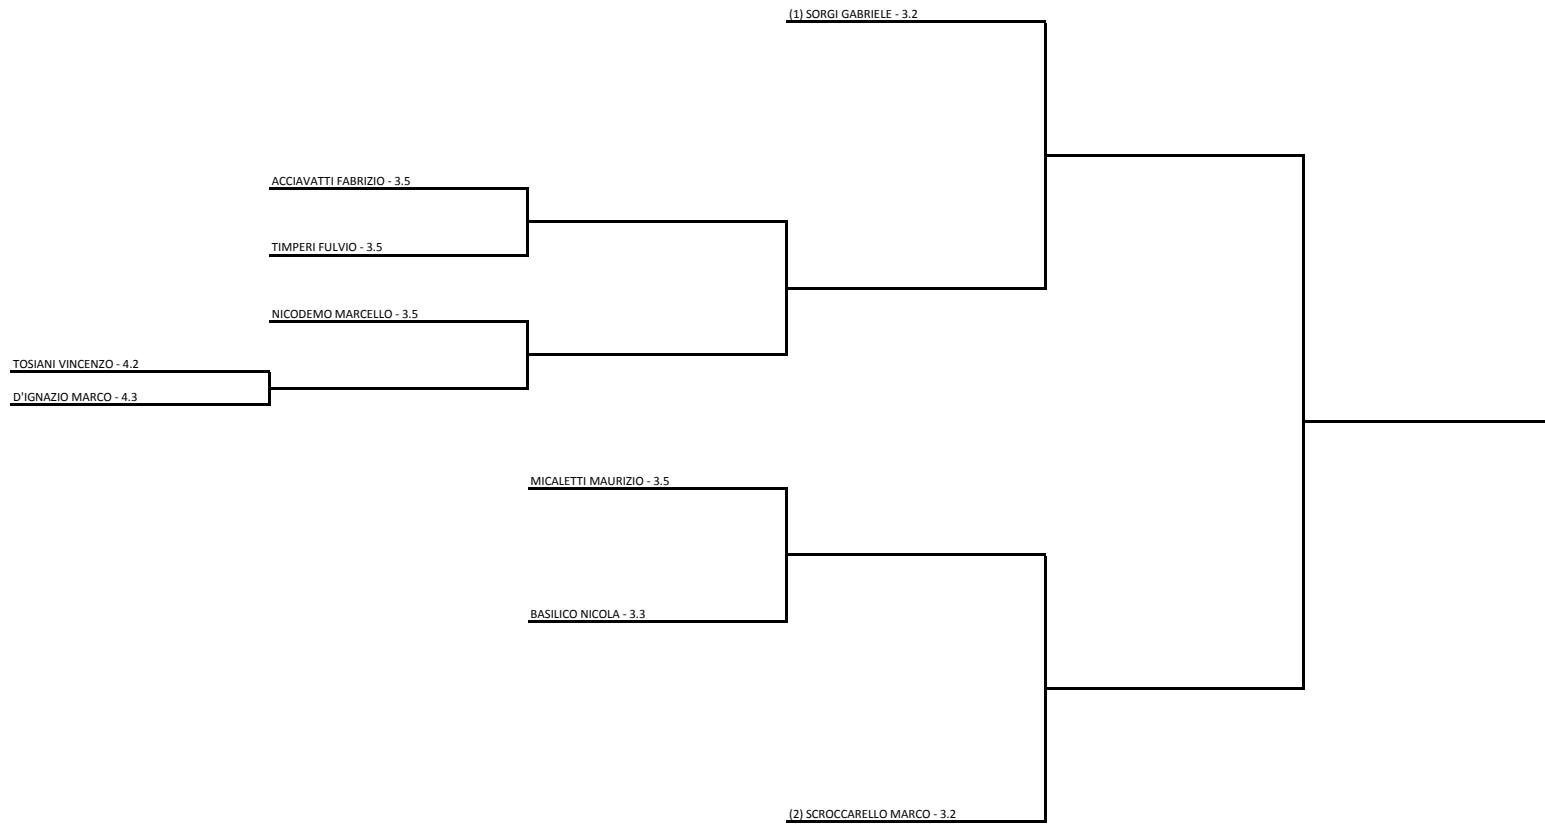 (1) SORGI GABRIELE - 3.2
ACCIAVATTI FABRIZIO - 3.5
TIMPERI FULVIO - 3.5
NICODEMO MARCELLO - 3.5
TOSIANI VINCENZO - 4.2
D'IGNAZIO MARCO - 4.3
MICALETTI MAURIZIO - 3.5
BASILICO NICOLA - 3.3
(2) SCROCCARELLO MARCO - 3.2